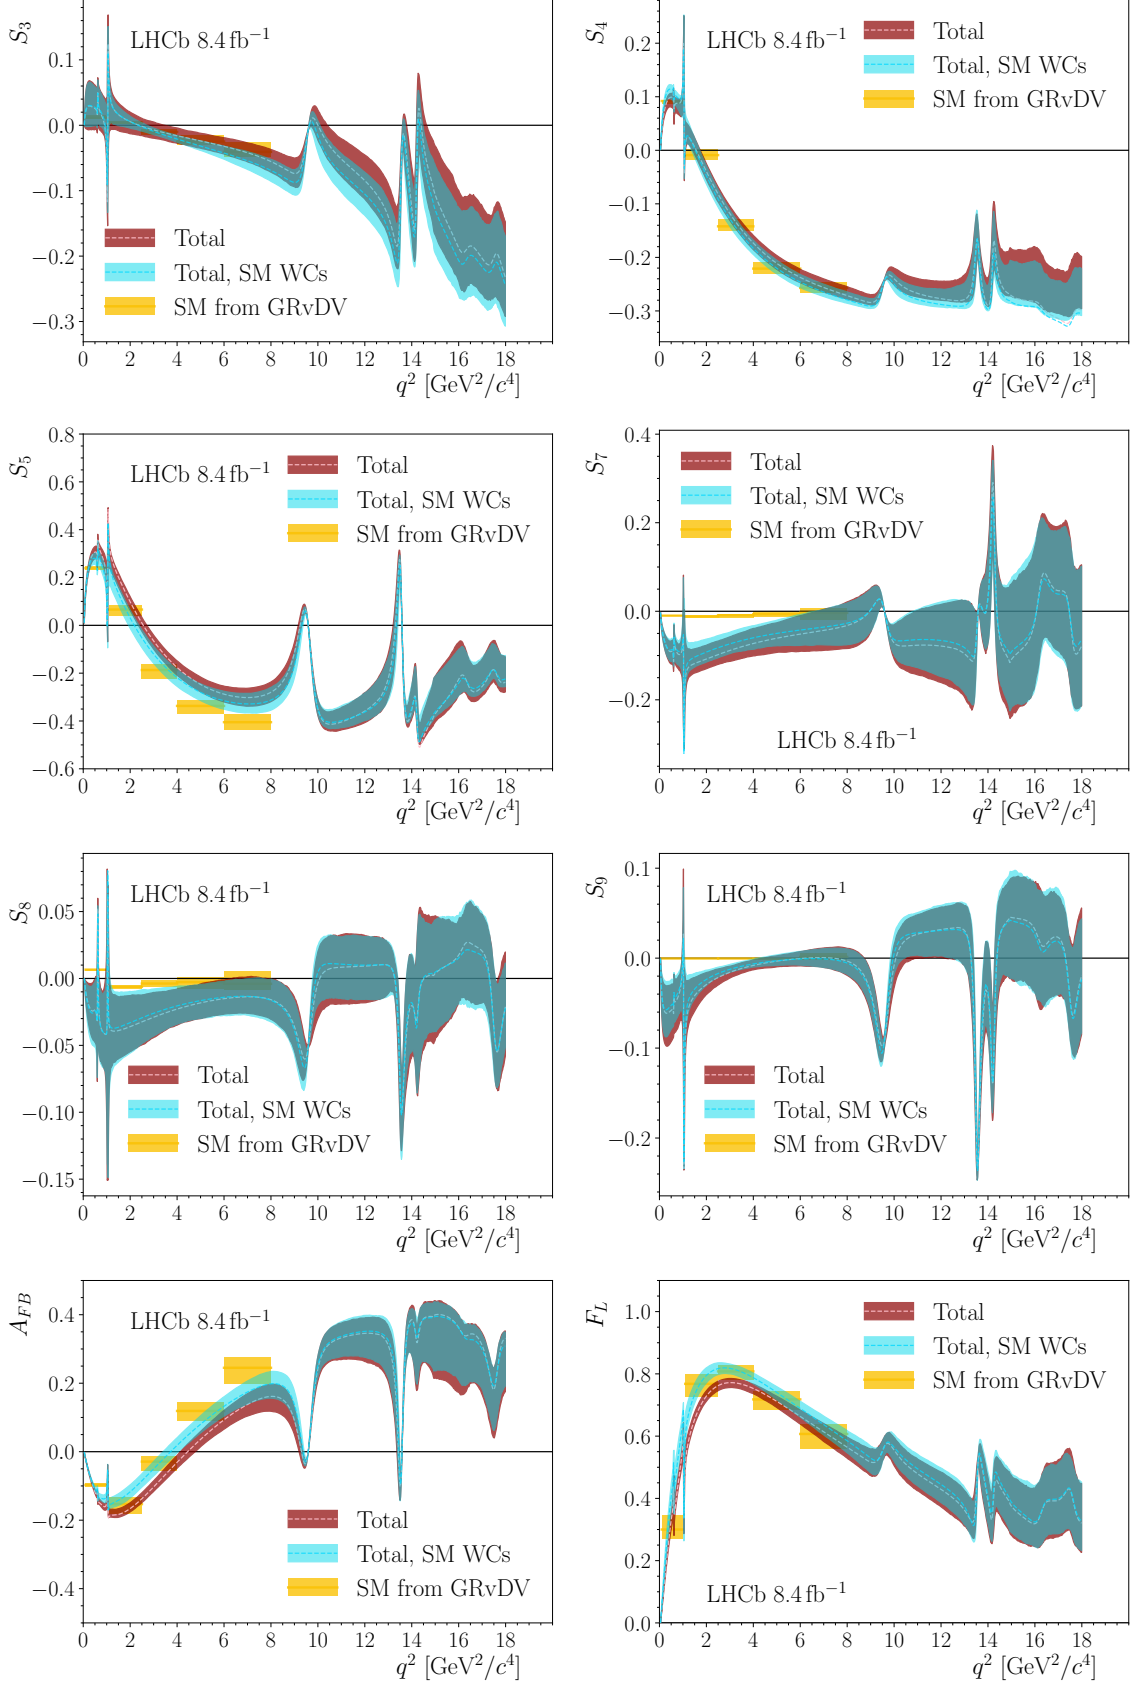 S₃
LHCb 8.4 fb⁻¹
0.1
0.0
−0.1
−0.2
−0.3
Total
Total, SM WCs
SM from GRvDV
0 2 4 6 8 10 12 14 16 18
q² [GeV²/c⁴]
S₄
LHCb 8.4 fb⁻¹
0.2
0.1
0.0
−0.1
−0.2
−0.3
Total
Total, SM WCs
SM from GRvDV
0 2 4 6 8 10 12 14 16 18
q² [GeV²/c⁴]
S₅
LHCb 8.4 fb⁻¹
0.8
0.6
0.4
0.2
0.0
−0.2
−0.4
−0.6
Total
Total, SM WCs
SM from GRvDV
0 2 4 6 8 10 12 14 16 18
q² [GeV²/c⁴]
S₇
0.4
0.2
0.0
−0.2
Total
Total, SM WCs
SM from GRvDV
LHCb 8.4 fb⁻¹
0 2 4 6 8 10 12 14 16 18
q² [GeV²/c⁴]
S₈
LHCb 8.4 fb⁻¹
0.05
0.00
−0.05
−0.10
−0.15
Total
Total, SM WCs
SM from GRvDV
0 2 4 6 8 10 12 14 16 18
q² [GeV²/c⁴]
S₉
LHCb 8.4 fb⁻¹
0.1
0.0
−0.1
−0.2
Total
Total, SM WCs
SM from GRvDV
0 2 4 6 8 10 12 14 16 18
q² [GeV²/c⁴]
A_FB
LHCb 8.4 fb⁻¹
0.4
0.2
0.0
−0.2
−0.4
Total
Total, SM WCs
SM from GRvDV
0 2 4 6 8 10 12 14 16 18
q² [GeV²/c⁴]
F_L
1.0
0.8
0.6
0.4
0.2
0.0
Total
Total, SM WCs
SM from GRvDV
LHCb 8.4 fb⁻¹
0 2 4 6 8 10 12 14 16 18
q² [GeV²/c⁴]